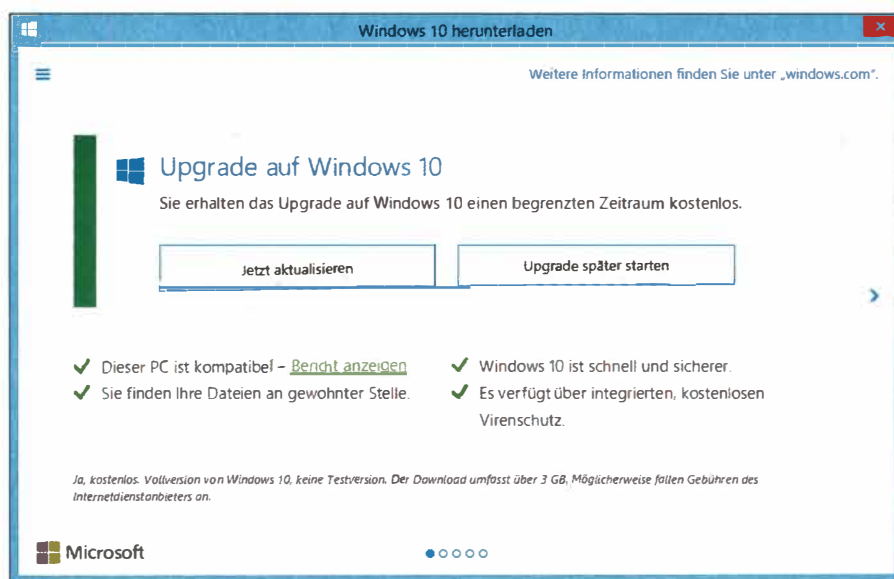 Windows 10 herunterladen
Weitere Informationen finden Sie unter „windows.com“.
Upgrade auf Windows 10
Sie erhalten das Upgrade auf Windows 10 einen begrenzten Zeitraum kostenlos.
Jetzt aktualisieren
Upgrade später starten
✓ Dieser PC ist kompatibel – Bericht anzeigen
✓ Sie finden Ihre Dateien an gewohnter Stelle.
✓ Windows 10 ist schnell und sicherer.
✓ Es verfügt über integrierten, kostenlosen
Virenschutz.
Ja, kostenlos. Vollversion von Windows 10, keine Testversion. Der Download umfasst über 3 GB, Möglicherweise fallen Gebühren des
Internetdienstanbieters an.
Microsoft